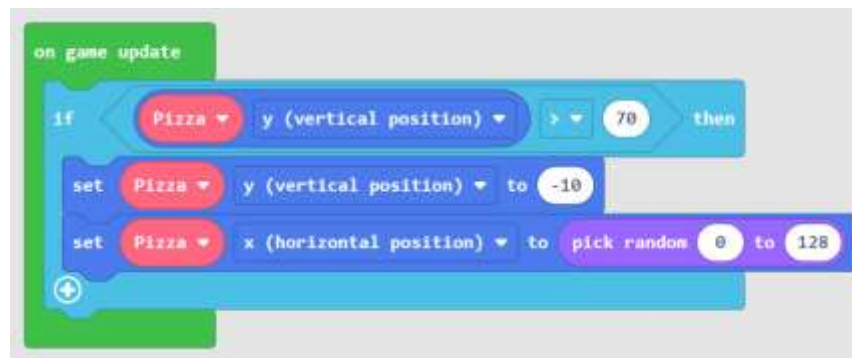 on game update
if Pizza y (vertical position) > 70 then
set Pizza y (vertical position) to -10
set Pizza x (horizontal position) to pick random 0 to 128